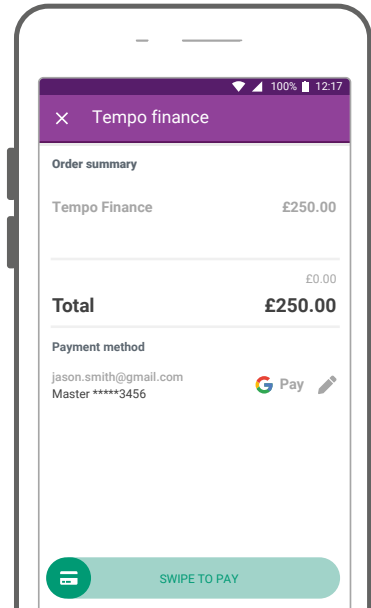 100% 12:17
Tempo finance
Order summary
Tempo Finance £250.00
£0.00
Total £250.00
Payment method
jason.smith@gmail.com
Master *****3456
G Pay
SWIPE TO PAY